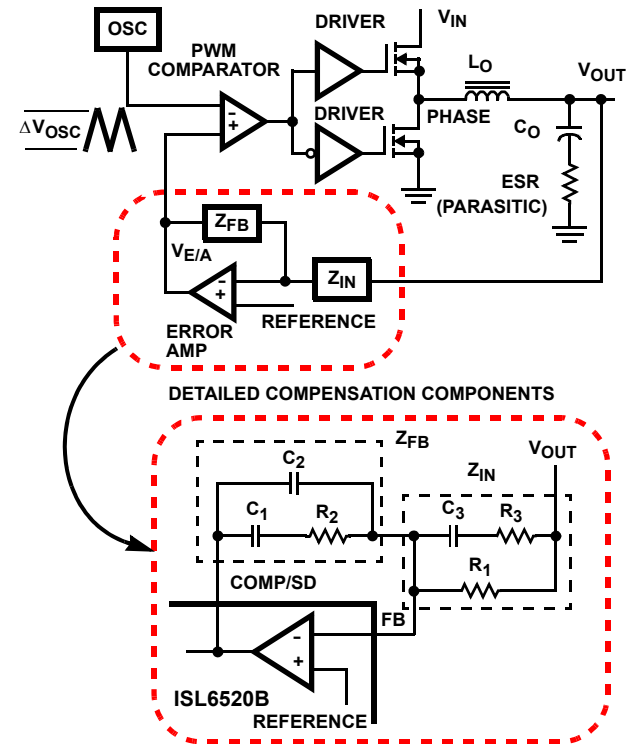 OSC
PWM
COMPARATOR
DRIVER
V_IN
ΔV_OSC
-
+
DRIVER
PHASE
L_O
V_OUT
C_O
ESR
(PARASITIC)
Z_FB
V_E/A
-
+
Z_IN
ERROR
AMP
REFERENCE
DETAILED COMPENSATION COMPONENTS
Z_FB
C_2
C_1
R_2
Z_IN
V_OUT
C_3
R_3
R_1
COMP/SD
FB
-
+
ISL6520B
REFERENCE